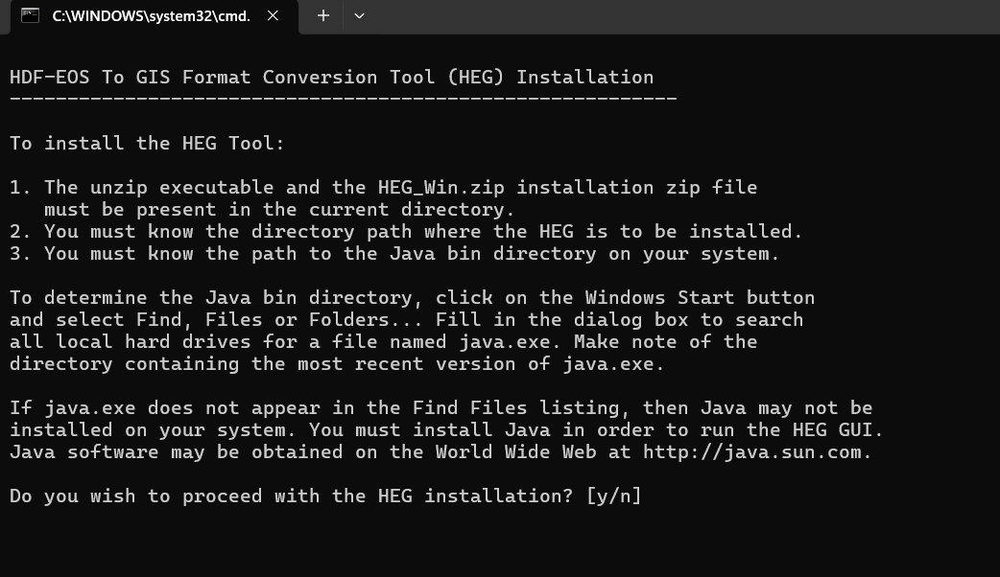 C:\WINDOWS\system32\cmd.
HDF-EOS To GIS Format Conversion Tool (HEG) Installation
----------------------------------------------------------
To install the HEG Tool:
1. The unzip executable and the HEG_Win.zip installation zip file
must be present in the current directory.
2. You must know the directory path where the HEG is to be installed.
3. You must know the path to the Java bin directory on your system.
To determine the Java bin directory, click on the Windows Start button
and select Find, Files or Folders... Fill in the dialog box to search
all local hard drives for a file named java.exe. Make note of the
directory containing the most recent version of java.exe.
If java.exe does not appear in the Find Files listing, then Java may not be
installed on your system. You must install Java in order to run the HEG GUI.
Java software may be obtained on the World Wide Web at http://java.sun.com.
Do you wish to proceed with the HEG installation? [y/n]